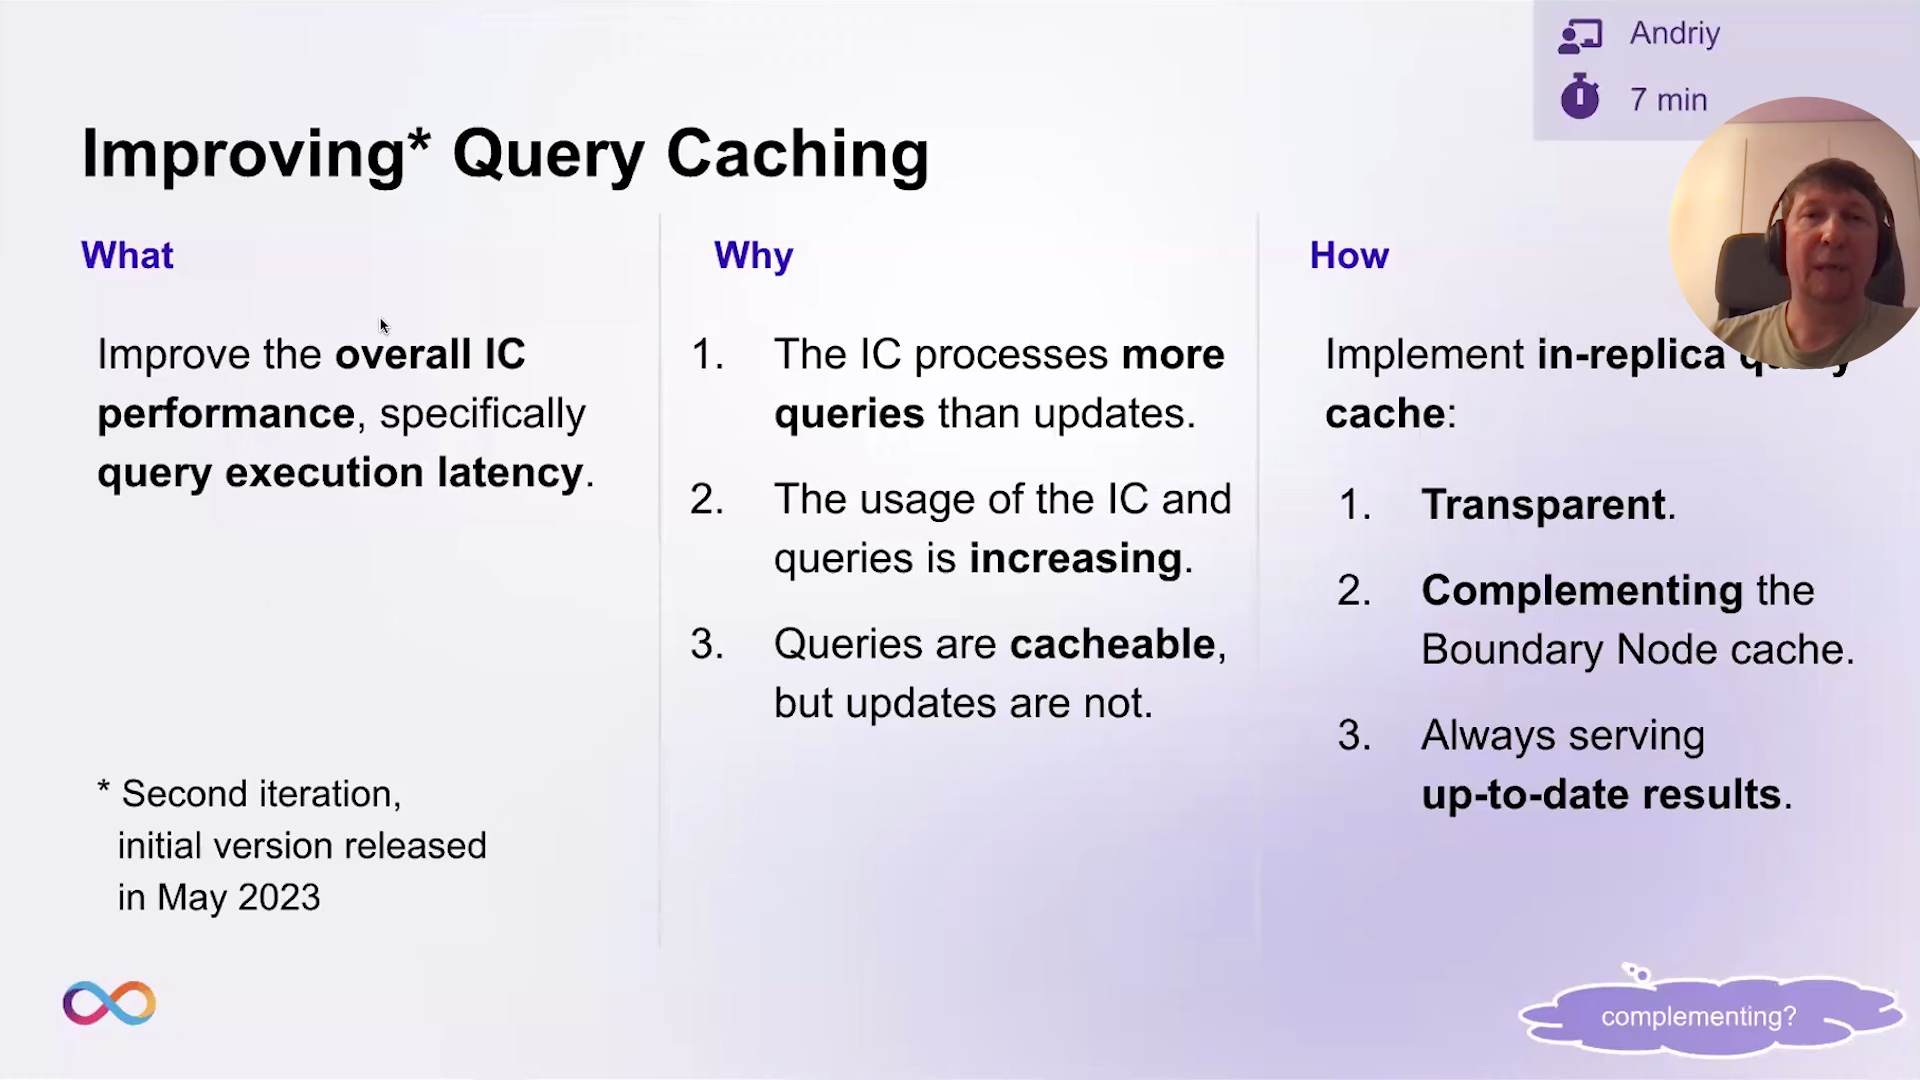 Andriy
7 min
Improving* Query Caching
What
Improve the overall IC
performance, specifically
query execution latency.
* Second iteration,
initial version released
in May 2023
Why
1. The IC processes more
queries than updates.
2. The usage of the IC and
queries is increasing.
3. Queries are cacheable,
but updates are not.
How
Implement in-replica
cache:
1. Transparent.
2. Complementing the
Boundary Node cache.
3. Always serving
up-to-date results.
complementing?